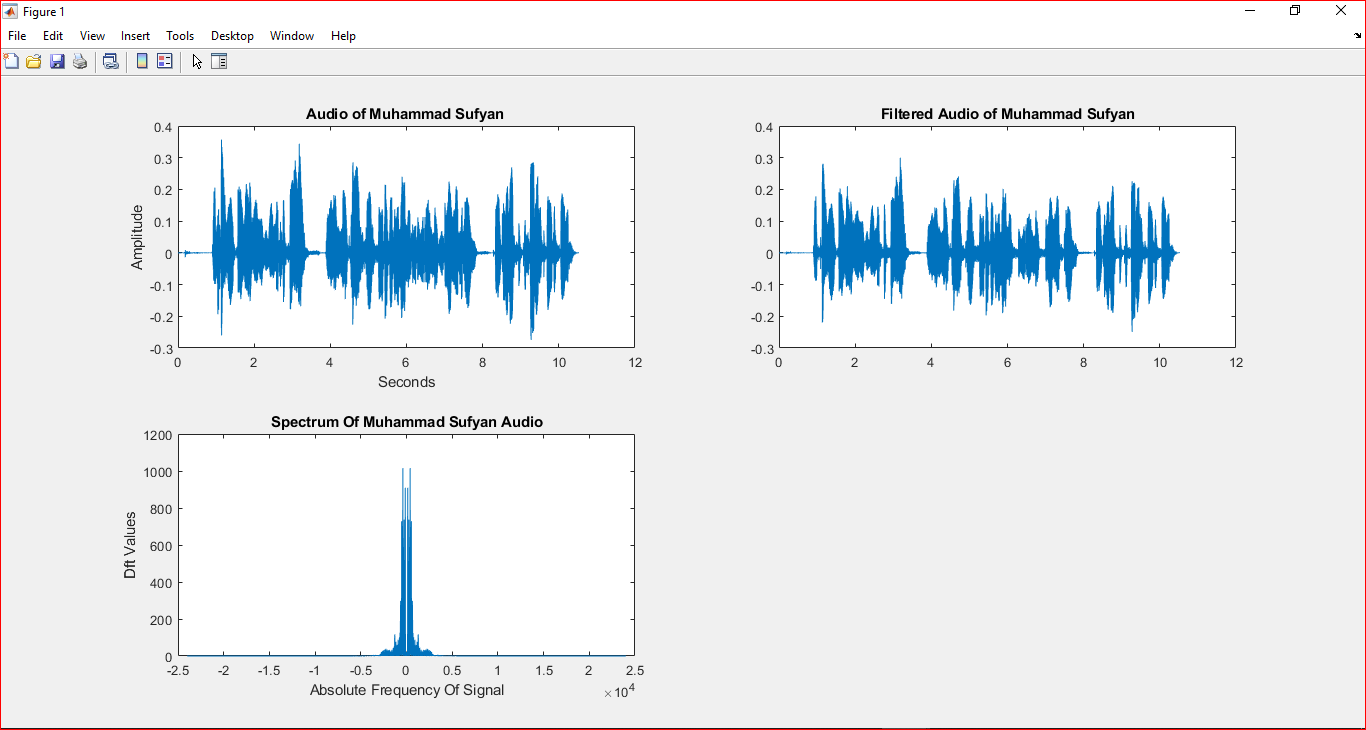 Figure 1
File Edit View Insert Tools Desktop Window Help
Audio of Muhammad Sufyan
0.4
0.3
0.2
0.1
0
-0.1
-0.2
-0.3
Amplitude
0 2 4 6 8 10 12
Seconds
Filtered Audio of Muhammad Sufyan
0.4
0.3
0.2
0.1
0
-0.1
-0.2
-0.3
0 2 4 6 8 10 12
Spectrum Of Muhammad Sufyan Audio
1200
1000
800
600
400
200
0
Dft Values
-2.5 -2 -1.5 -1 -0.5 0 0.5 1 1.5 2 2.5
Absolute Frequency Of Signal
×10⁴